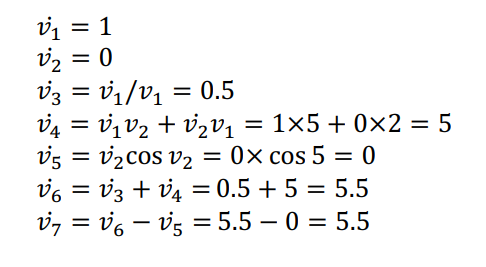 v̇₁ = 1
v̇₂ = 0
v̇₃ = v̇₁/v₁ = 0.5
v̇₄ = v̇₁v₂ + v̇₂v₁ = 1×5 + 0×2 = 5
v̇₅ = v̇₂cos v₂ = 0× cos 5 = 0
v̇₆ = v̇₃ + v̇₄ = 0.5 + 5 = 5.5
v̇₇ = v̇₆ − v̇₅ = 5.5 − 0 = 5.5